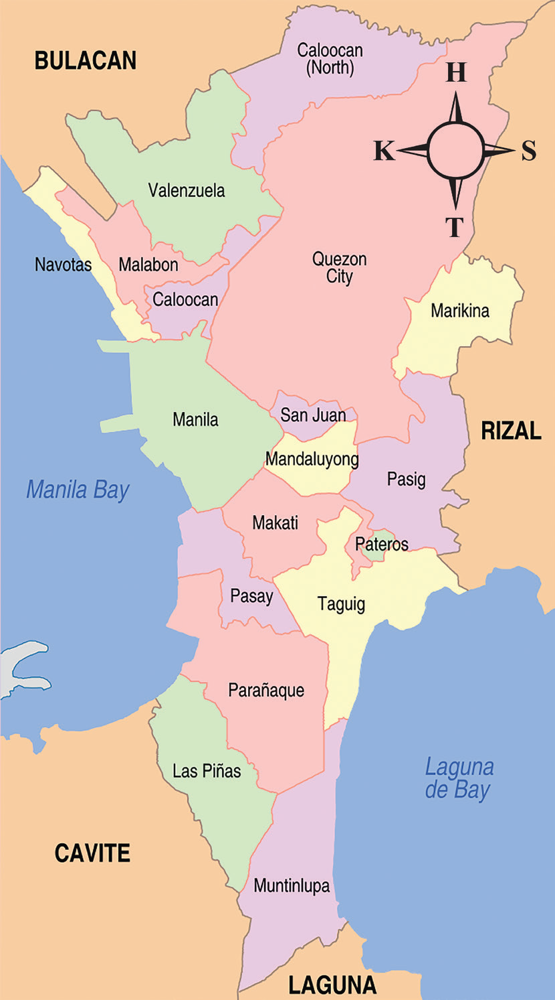 BULACAN
Caloocan
(North)
H
K
S
T
Valenzuela
Navotas
Malabon
Quezon
City
Caloocan
Marikina
Manila
San Juan
RIZAL
Mandaluyong
Manila Bay
Pasig
Makati
Pateros
Pasay
Taguig
Parañaque
Las Piñas
Laguna
de Bay
CAVITE
Muntinlupa
LAGUNA